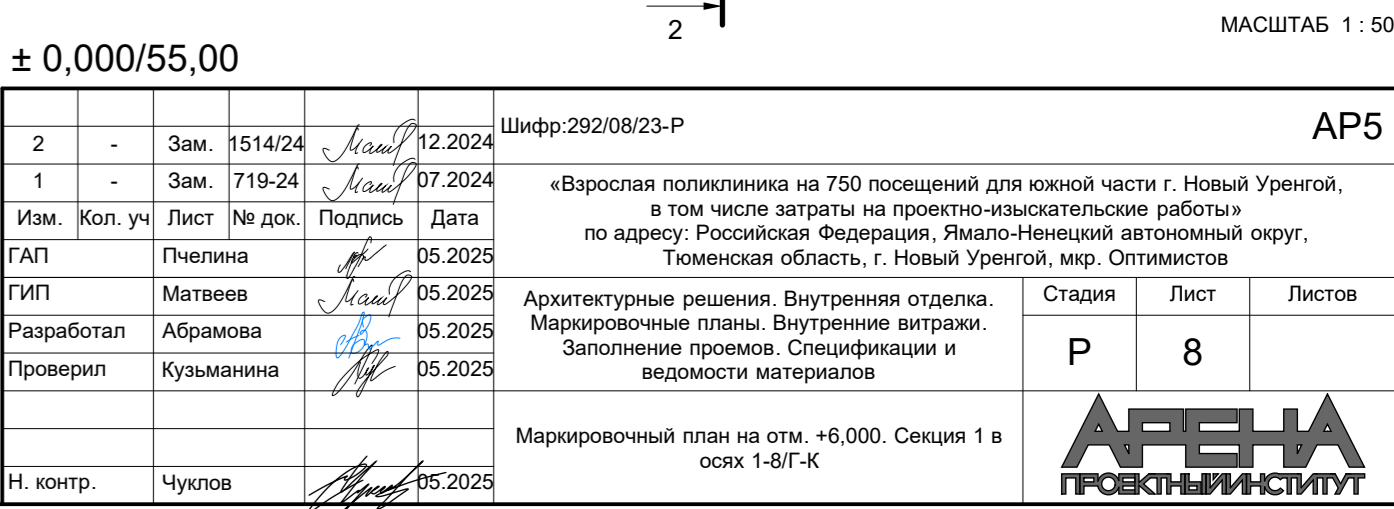 2
МАСШТАБ 1 : 50
± 0,000/55,00
Шифр:292/08/23-Р
АР5
2 - Зам. 1514/24 12.2024
1 - Зам. 719-24 07.2024
Изм. Кол. уч Лист № док. Подпись Дата
«Взрослая поликлиника на 750 посещений для южной части г. Новый Уренгой,
в том числе затраты на проектно-изыскательские работы»
по адресу: Российская Федерация, Ямало-Ненецкий автономный округ,
Тюменская область, г. Новый Уренгой, мкр. Оптимистов
ГАП Пчелина 05.2025
ГИП Матвеев 05.2025
Разработал Абрамова 05.2025
Проверил Кузьманина 05.2025
Н. контр. Чуклов 05.2025
Архитектурные решения. Внутренняя отделка.
Маркировочные планы. Внутренние витражи.
Заполнение проемов. Спецификации и
ведомости материалов
Стадия Лист Листов
Р 8
Маркировочный план на отм. +6,000. Секция 1 в
осях 1-8/Г-К
АРЕНА
ПРОЕКТНЫЙИНСТИТУТ